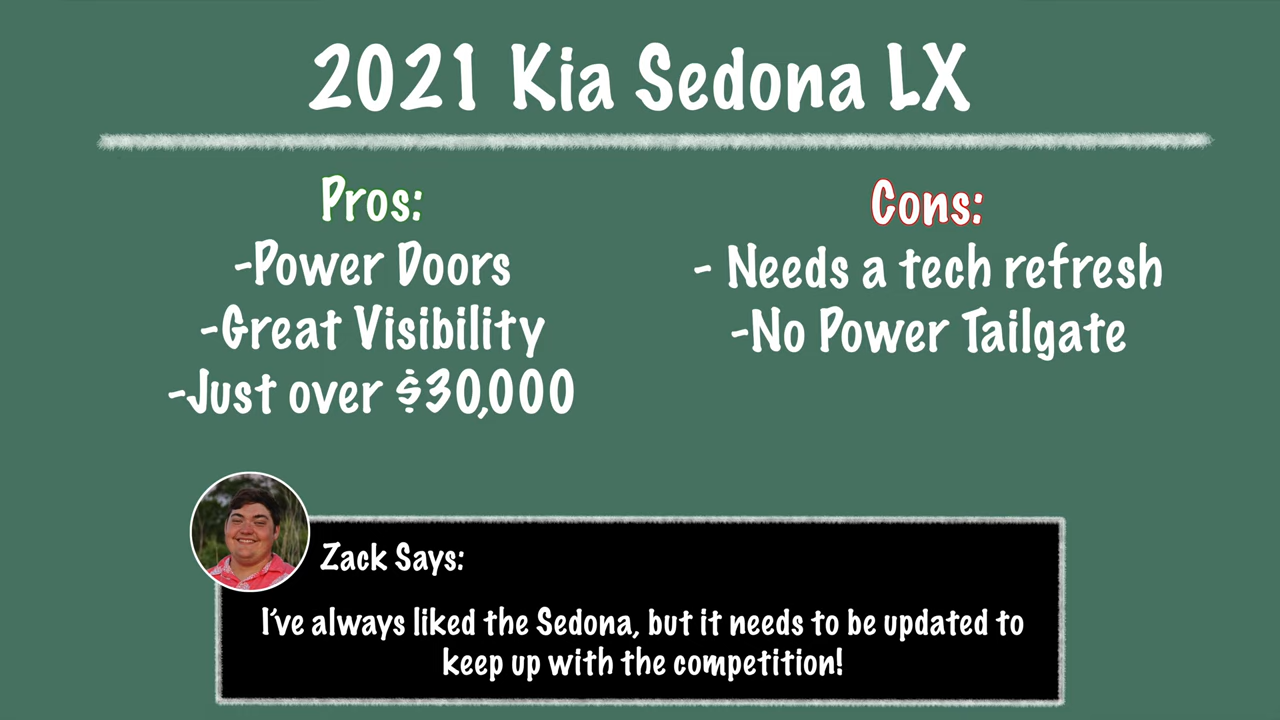 2021 Kia Sedona LX
Pros:
-Power Doors
-Great Visibility
-Just over $30,000
Cons:
- Needs a tech refresh
-No Power Tailgate
Zack Says:
I've always liked the Sedona, but it needs to be updated to
keep up with the competition!